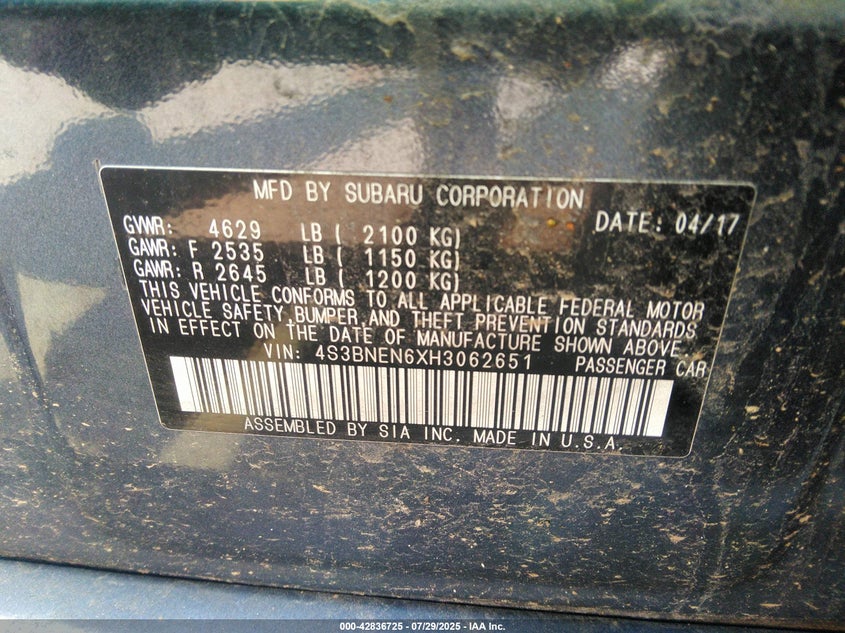 MFD BY SUBARU CORPORATION
DATE: 04/17
GVWR: 4629 LB ( 2100 KG)
GAWR: F 2535 LB ( 1150 KG)
GAWR: R 2645 LB ( 1200 KG)
THIS VEHICLE CONFORMS TO ALL APPLICABLE FEDERAL MOTOR
VEHICLE SAFETY, BUMPER AND THEFT PREVENTION STANDARDS
IN EFFECT ON THE DATE OF MANUFACTURE SHOWN ABOVE.
VIN: 4S3BNEN6XH3062651 PASSENGER CAR
ASSEMBLED BY SIA INC. MADE IN U.S.A.
000-42836725 - 07/29/2025 - IAA Inc.